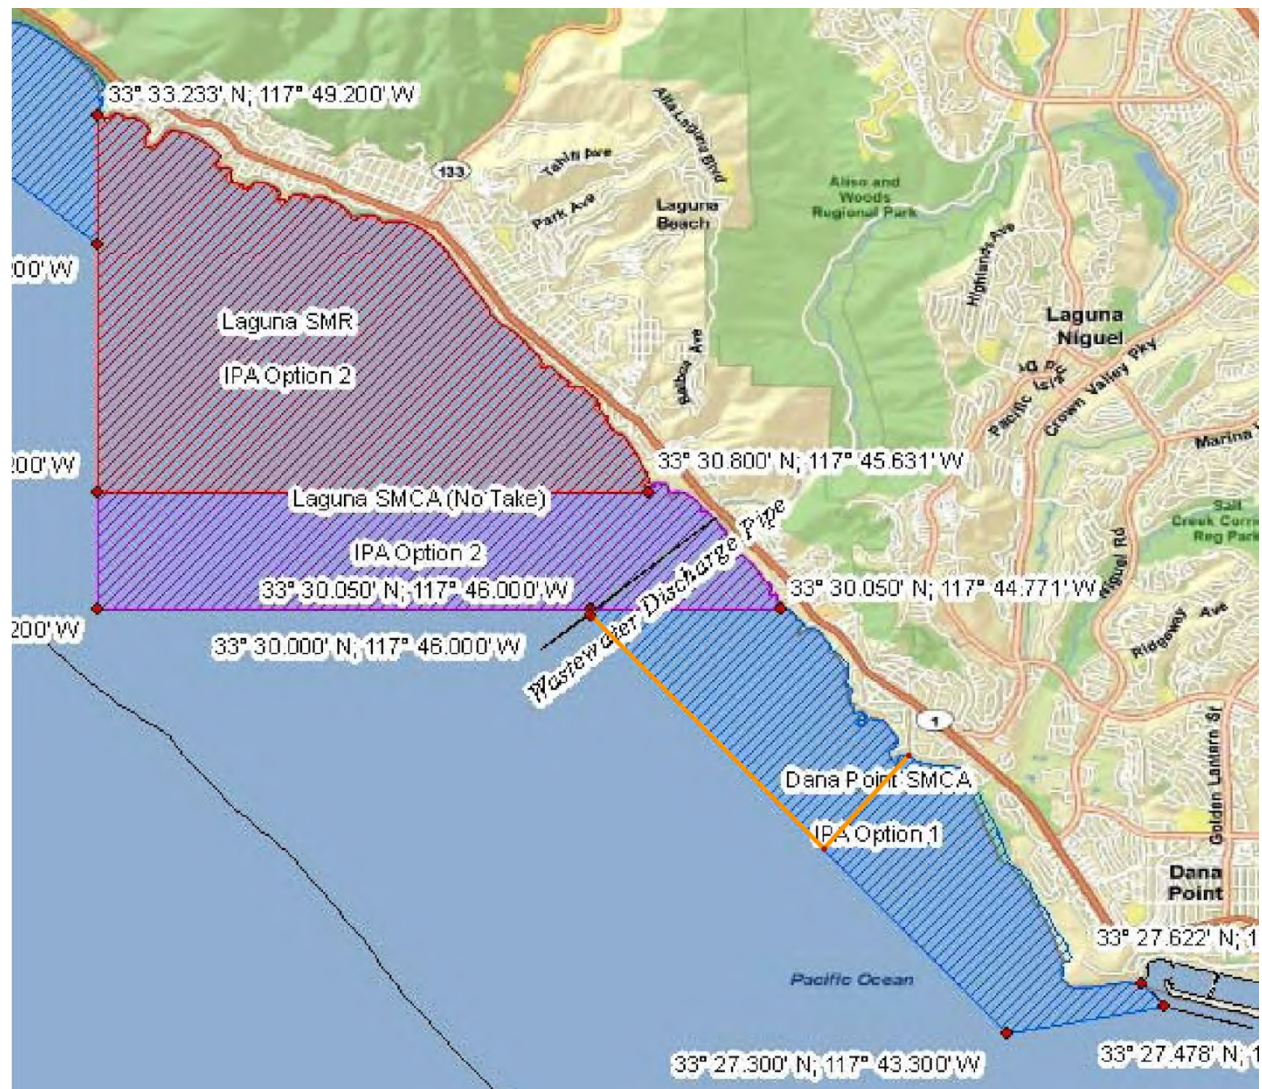 33° 33.233' N; 117° 49.200' W
133
Tahiti Ave
Alta Laguna Blvd
Park Ave
Laguna
Beach
Aliso and
Woods
Regional Park
Highlands Ave
00' W
Laguna SMR
IPA Option 2
Laguna
Niguel
Balboa Ave
Pacific Isl Dr
Crown Valley Pky
Marina
200' W
33° 30.800' N; 117° 45.631' W
Laguna SMCA (No Take)
IPA Option 2
Salt
Creek Corri
Reg Park
Niguel Rd
33° 30.050' N; 117° 46.000' W
33° 30.050' N; 117° 44.771' W
200' W
33° 30.000' N; 117° 46.000' W
Wastewater Discharge Pipe
Ridgeway Ave
1
Golden Lantern St
Dana Point SMCA
IPA Option 1
Dana
Point
33° 27.622' N; 1
Pacific Ocean
33° 27.300' N; 117° 43.300' W
33° 27.478' N; 1